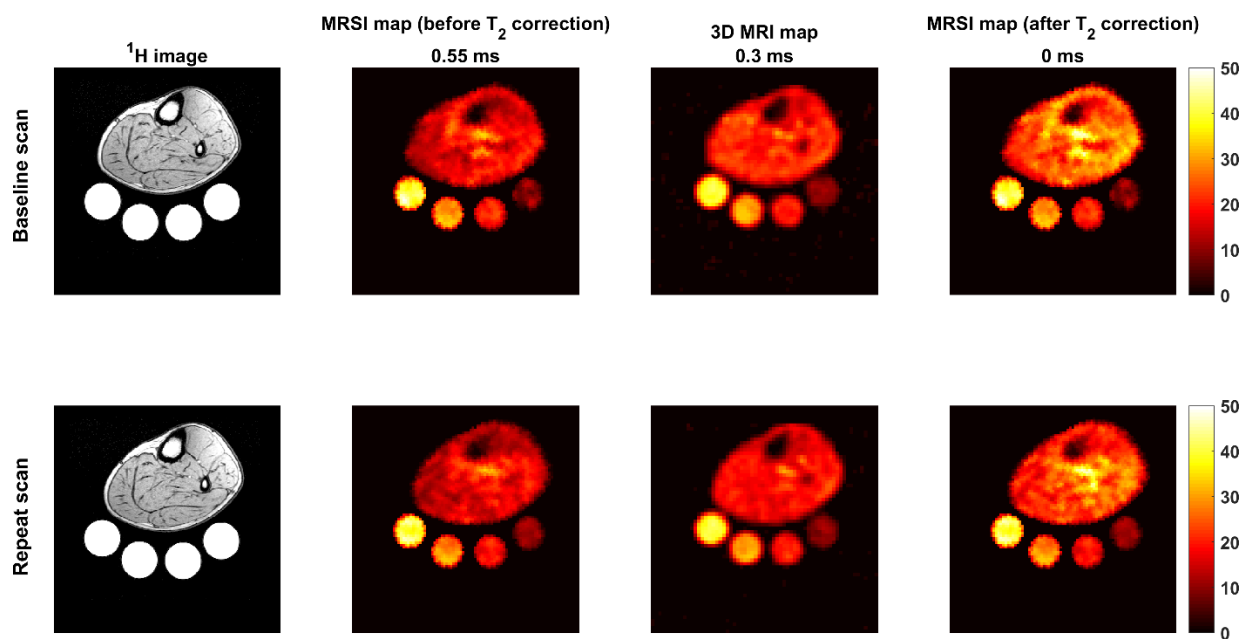 MRSI map (before T2 correction)
0.55 ms
3D MRI map
0.3 ms
MRSI map (after T2 correction)
0 ms
1H image
Baseline scan
50
40
30
20
10
0
Repeat scan
50
40
30
20
10
0